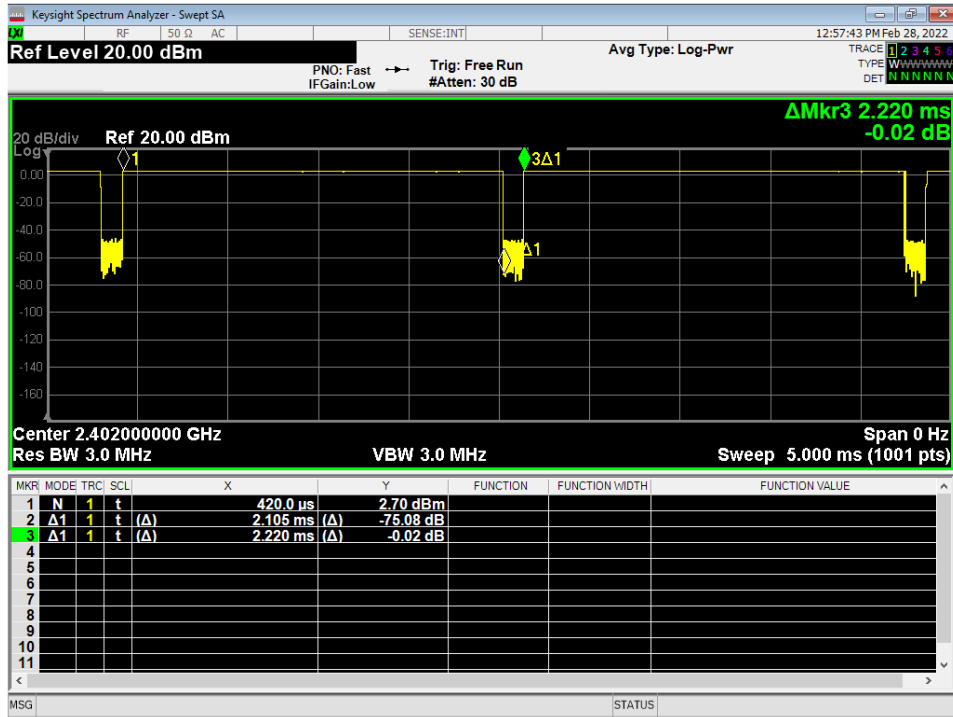 Keysight Spectrum Analyzer - Swept SA
LXI RF 50 Ω AC SENSE:INT 12:57:43 PM Feb 28, 2022
Ref Level 20.00 dBm Avg Type: Log-Pwr TRACE 1 2 3 4 5 6
PNO: Fast Trig: Free Run TYPE WWWWWW
IFGain:Low #Atten: 30 dB DET N N N N N N
ΔMkr3 2.220 ms
20 dB/div Ref 20.00 dBm -0.02 dB
Log
1 3Δ1
0.00
-20.0
-40.0
Δ1
-60.0
-80.0
-100
-120
-140
-160
Center 2.402000000 GHz Span 0 Hz
Res BW 3.0 MHz VBW 3.0 MHz Sweep 5.000 ms (1001 pts)
MKR MODE TRC SCL X Y FUNCTION FUNCTION WIDTH FUNCTION VALUE
1 N 1 t 420.0 µs 2.70 dBm
2 Δ1 1 t (Δ) 2.105 ms (Δ) -75.08 dB
3 Δ1 1 t (Δ) 2.220 ms (Δ) -0.02 dB
4
5
6
7
8
9
10
11
MSG STATUS